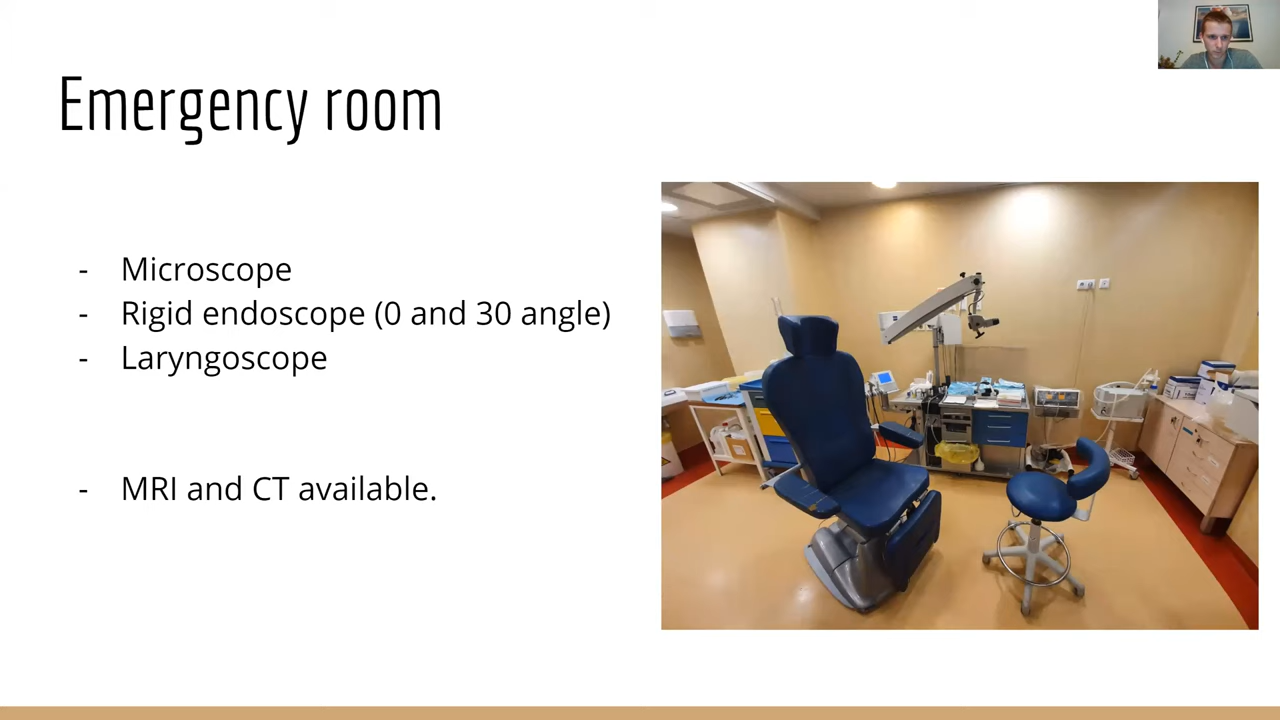 Emergency room
- Microscope
- Rigid endoscope (0 and 30 angle)
- Laryngoscope
- MRI and CT available.